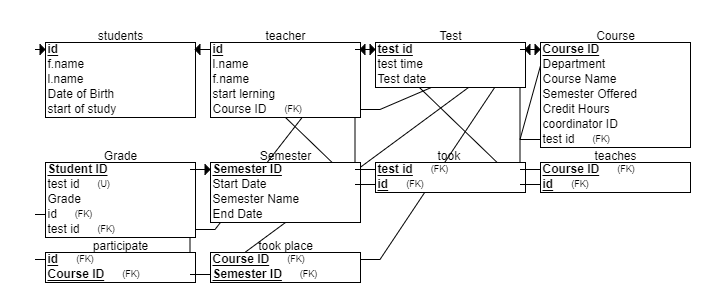 students
id
f.name
l.name
Date of Birth
start of study
teacher
id
l.name
f.name
start lerning
Course ID (FK)
Test
test id
test time
Test date
Course
Course ID
Department
Course Name
Semester Offered
Credit Hours
coordinator ID
test id (FK)
Grade
Student ID
test id (U)
Grade
id (FK)
test id (FK)
Semester
Semester ID
Start Date
Semester Name
End Date
took
test id (FK)
id (FK)
teaches
Course ID (FK)
id (FK)
participate
id (FK)
Course ID (FK)
took place
Course ID (FK)
Semester ID (FK)